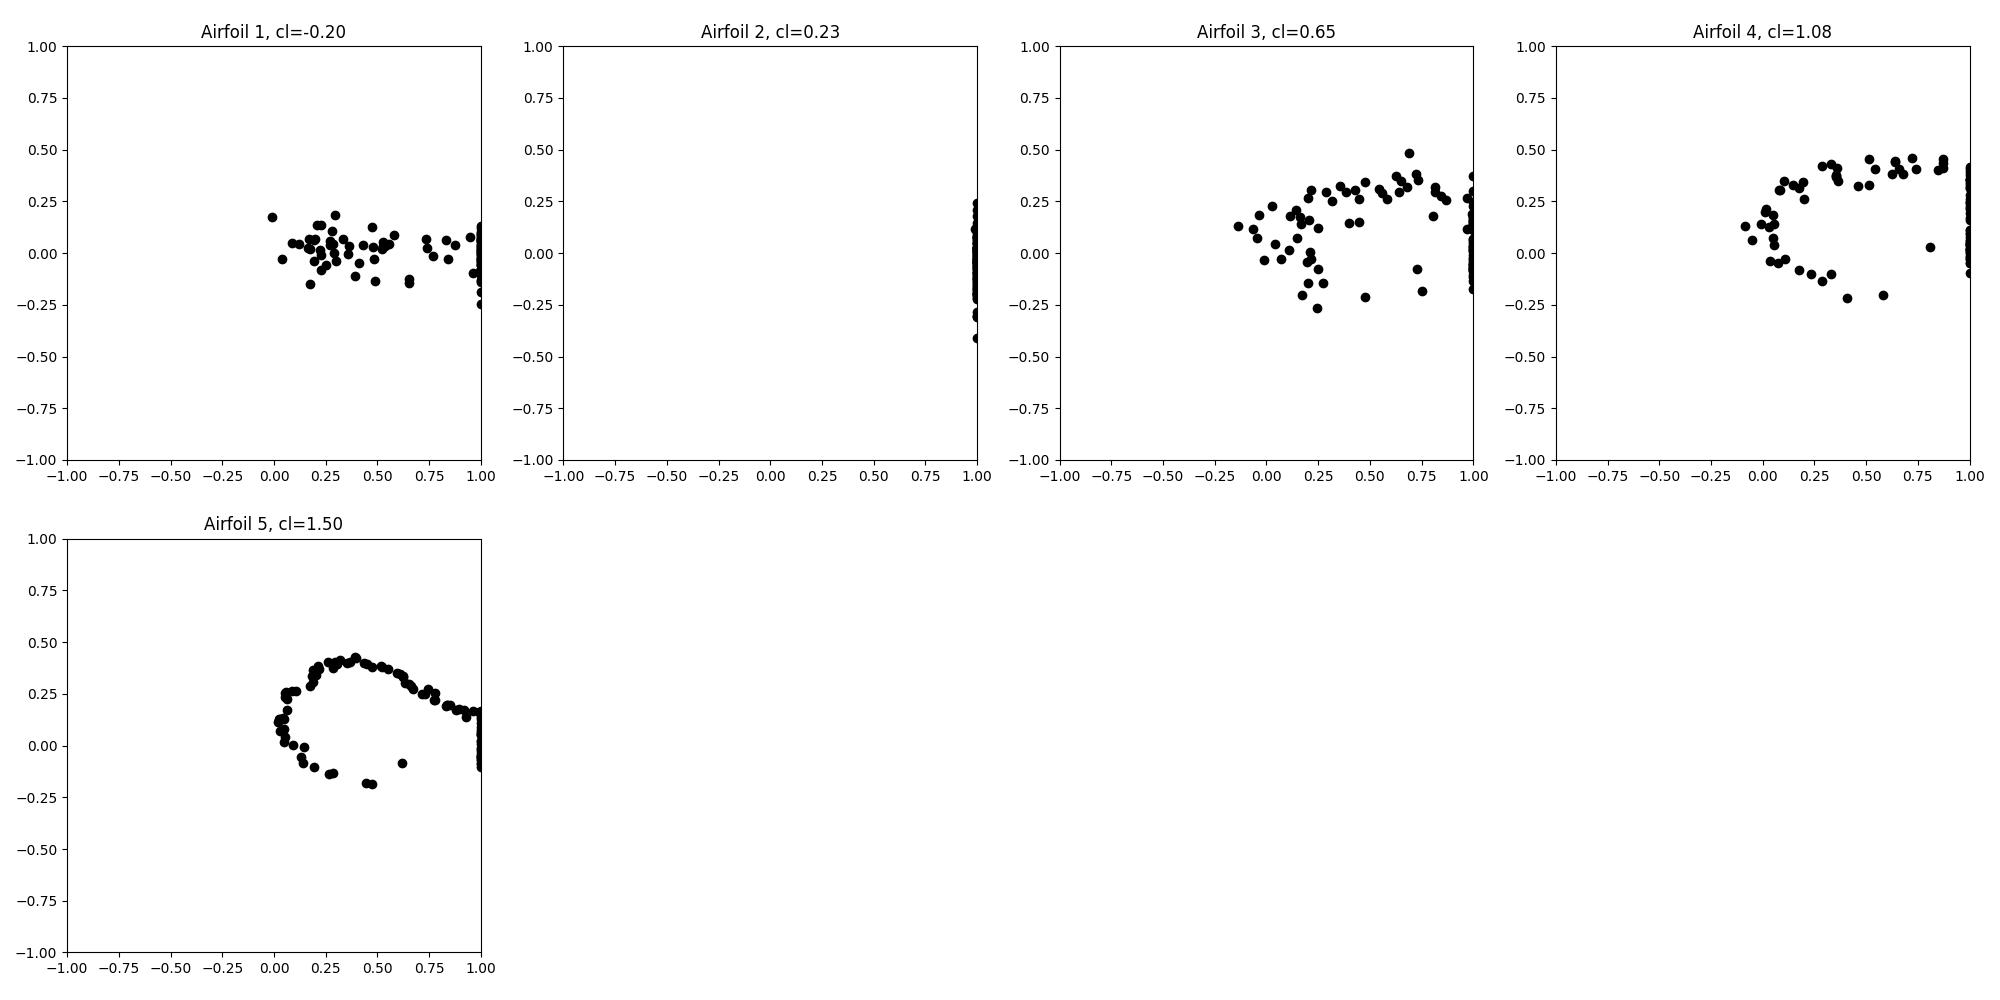 Airfoil 1, cl=-0.20
Airfoil 2, cl=0.23
Airfoil 3, cl=0.65
Airfoil 4, cl=1.08
1.00 1.00 1.00 1.00
0.75 0.75 0.75 0.75
0.50 0.50 0.50 0.50
0.25 0.25 0.25 0.25
0.00 0.00 0.00 0.00
−0.25 −0.25 −0.25 −0.25
−0.50 −0.50 −0.50 −0.50
−0.75 −0.75 −0.75 −0.75
−1.00 −1.00 −1.00 −1.00
−1.00 −0.75 −0.50 −0.25 0.00 0.25 0.50 0.75 1.00
−1.00 −0.75 −0.50 −0.25 0.00 0.25 0.50 0.75 1.00
−1.00 −0.75 −0.50 −0.25 0.00 0.25 0.50 0.75 1.00
−1.00 −0.75 −0.50 −0.25 0.00 0.25 0.50 0.75 1.00
Airfoil 5, cl=1.50
1.00
0.75
0.50
0.25
0.00
−0.25
−0.50
−0.75
−1.00
−1.00 −0.75 −0.50 −0.25 0.00 0.25 0.50 0.75 1.00